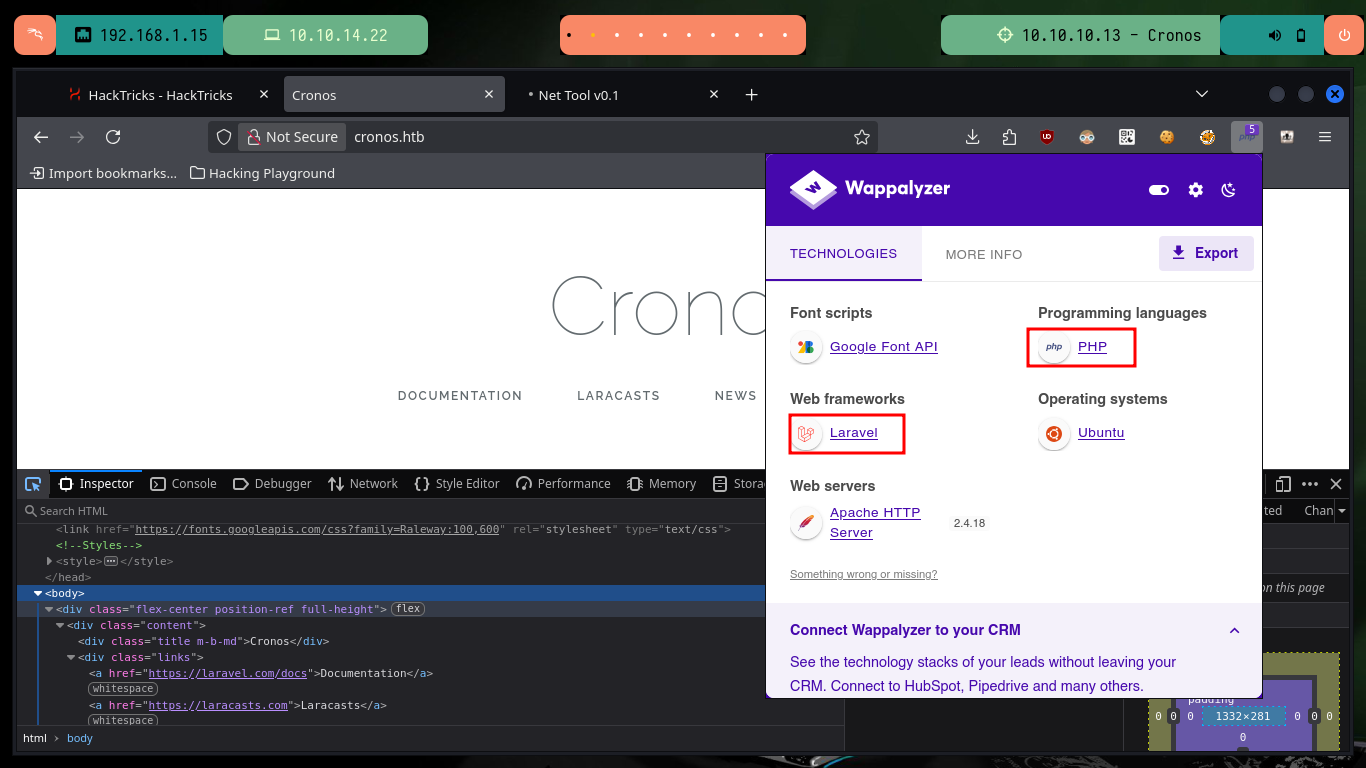 192.168.1.15
10.10.14.22
10.10.10.13 - Cronos
HackTricks - HackTricks
Cronos
Net Tool v0.1
Not Secure
cronos.htb
5
php
Import bookmarks...
Hacking Playground
Wappalyzer
TECHNOLOGIES
MORE INFO
Export
Crono
DOCUMENTATION
LARACASTS
NEWS
Font scripts
Google Font API
Programming languages
php
PHP
Web frameworks
Laravel
Operating systems
Ubuntu
Web servers
Apache HTTP
Server
2.4.18
Something wrong or missing?
Connect Wappalyzer to your CRM
See the technology stacks of your leads without leaving your
CRM. Connect to HubSpot, Pipedrive and many others.
Inspector
Console
Debugger
Network
Style Editor
Performance
Memory
Stora
Search HTML
<link href="https://fonts.googleapis.com/css?family=Raleway:100,600" rel="stylesheet" type="text/css">
<!--Styles-->
<style></style>
</head>
<body>
<div class="flex-center position-ref full-height"> flex
<div class="content">
<div class="title m-b-md">Cronos</div>
<div class="links">
<a href="https://laravel.com/docs">Documentation</a>
whitespace
<a href="https://laracasts.com">Laracasts</a>
whitespace
html > body
ted
Chan
on this page
padding
0 0 0 1332×281 0 0 0
0